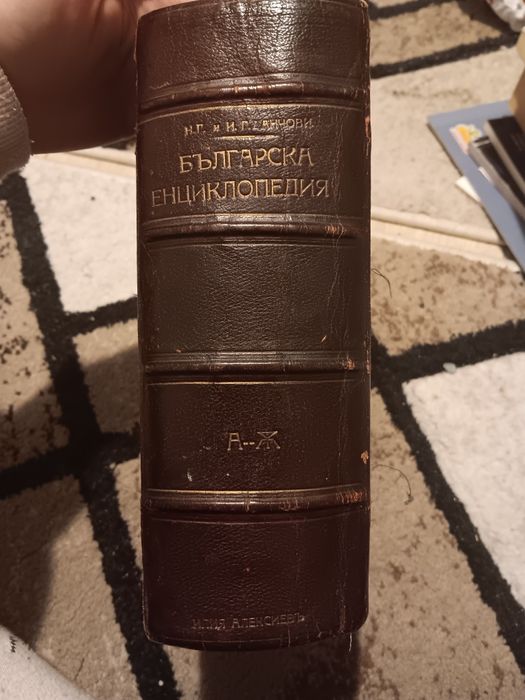 Н.Г. и И.Г. ДАНЧОВИ
БЪЛГАРСКА
ЕНЦИКЛОПЕДИЯ
А--Ѫ
ИЛИЯ АЛЕКСИЕВЪ